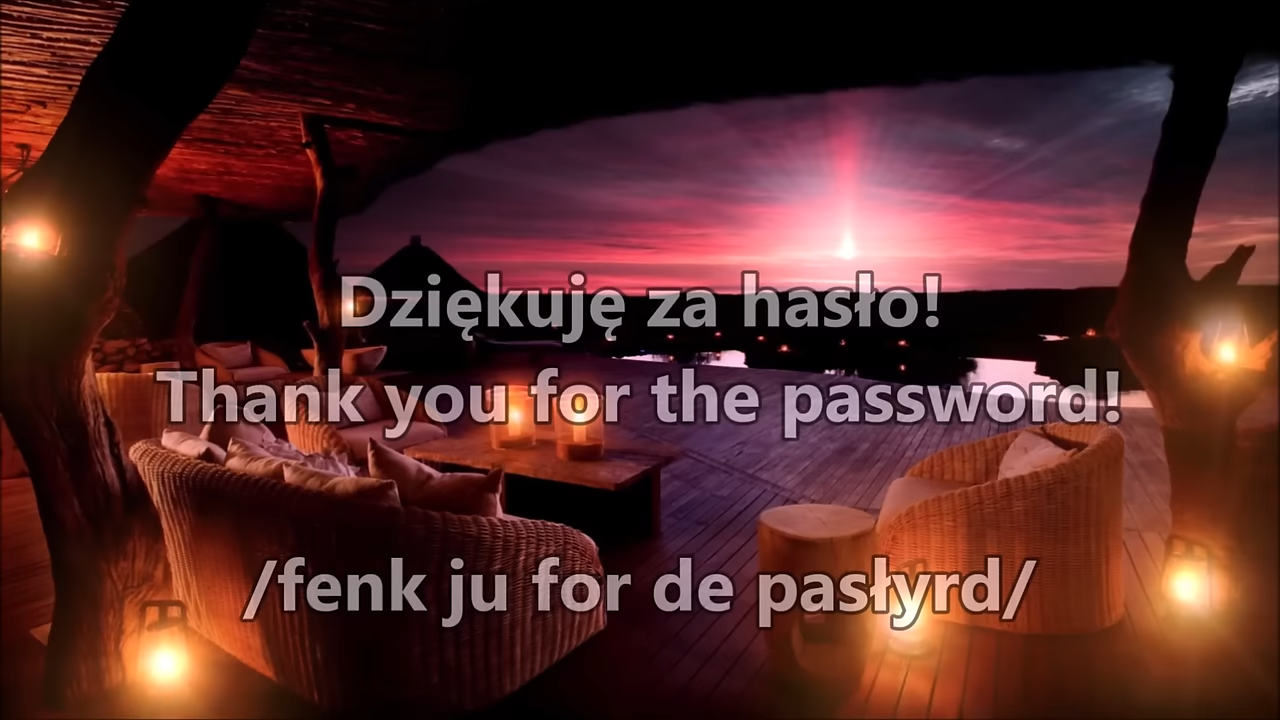 Dziękuję za hasło!
Thank you for the password!
/fenk ju for de pasłyrd/